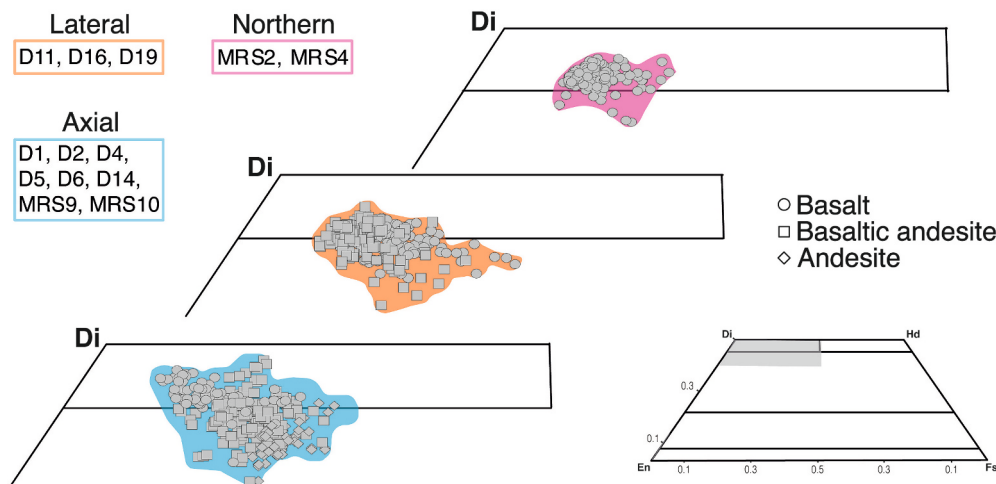 Lateral
D11, D16, D19
Northern
MRS2, MRS4
Axial
D1, D2, D4,
D5, D6, D14,
MRS9, MRS10
Di
Di
Di
Basalt
Basaltic andesite
Andesite
Di
Hd
0.3
0.1
En
0.1
0.3
0.5
0.3
0.1
Fs